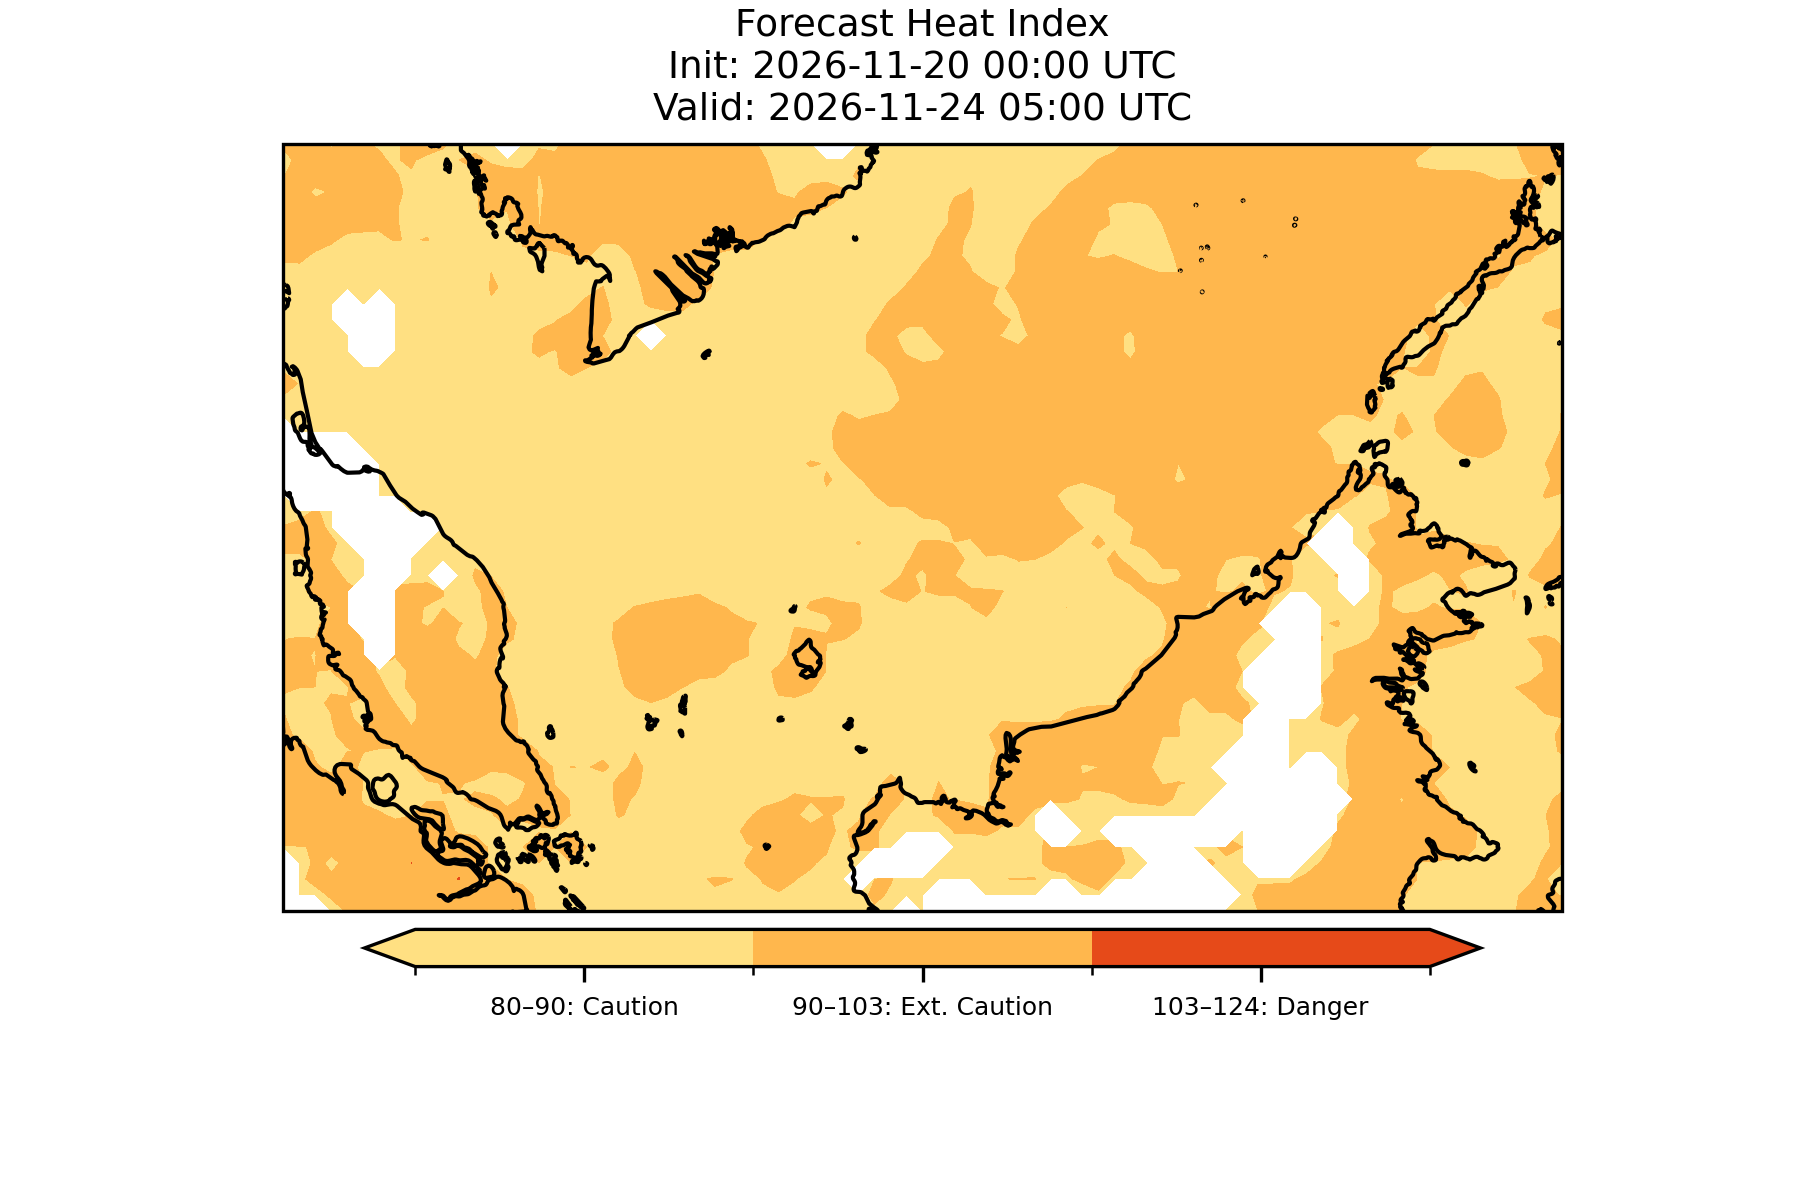 Forecast Heat Index
Init: 2026-11-20 00:00 UTC
Valid: 2026-11-24 05:00 UTC
80–90: Caution
90–103: Ext. Caution
103–124: Danger